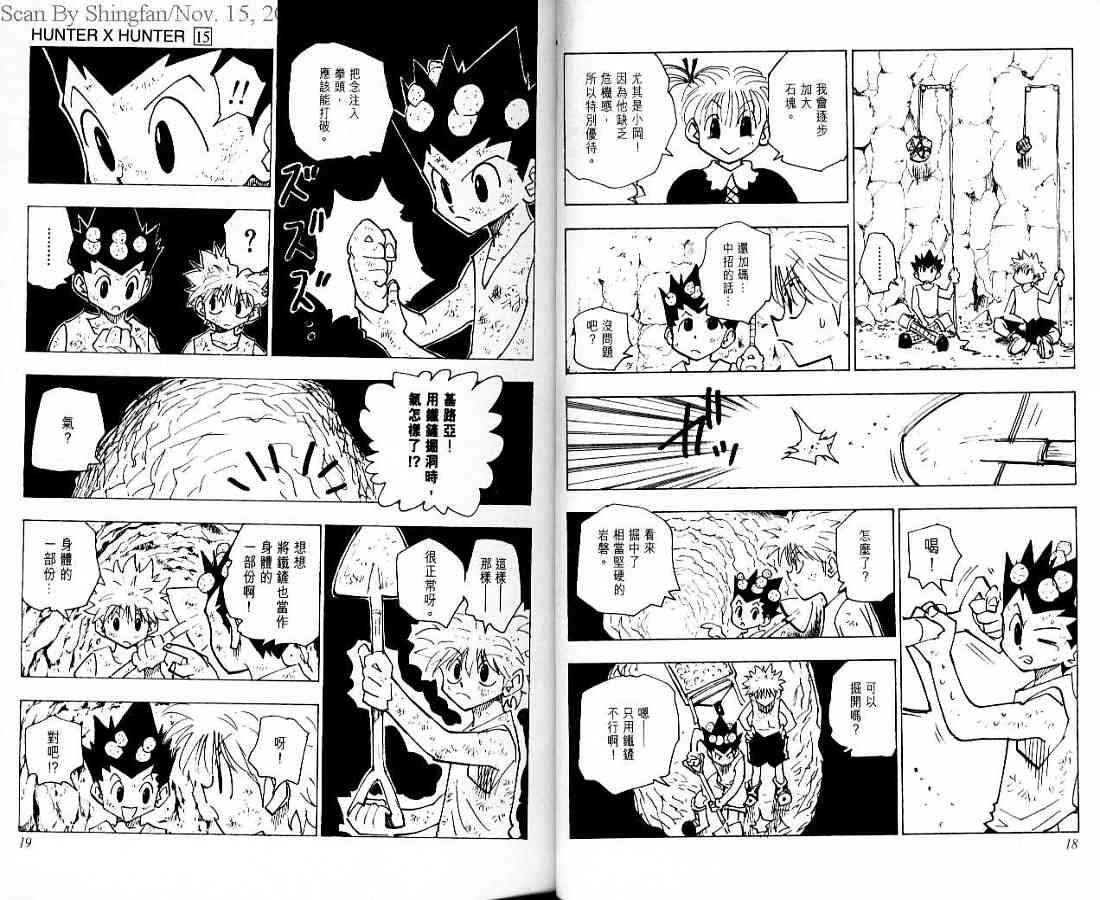 Scan By Shingfan/Nov. 15, 20
HUNTER X HUNTER 15
我會逐步
加大
石塊。
………
尤其是小岡！
因為他缺乏
危機感，
所以特別優待。
還加碼…
中招的話…
沒問題
吧？
喝！
怎麼了？
看來
掘中了
相當堅硬的
岩磐。
可以
掘開嗎？
嗯——
只用鐵鏟
不行啊！
18
把念注入
拳頭，
應該能打破。
ズズズ…
!!
？
………
基路亞！
用鐵鏟掘洞時，
氣怎樣了!?
氣？
這樣——
那樣——
很正常呀。
想想
將鐵鏟也當作
身體的
一部份啊！
身體的
一部份…
呀！
對吧!?
19